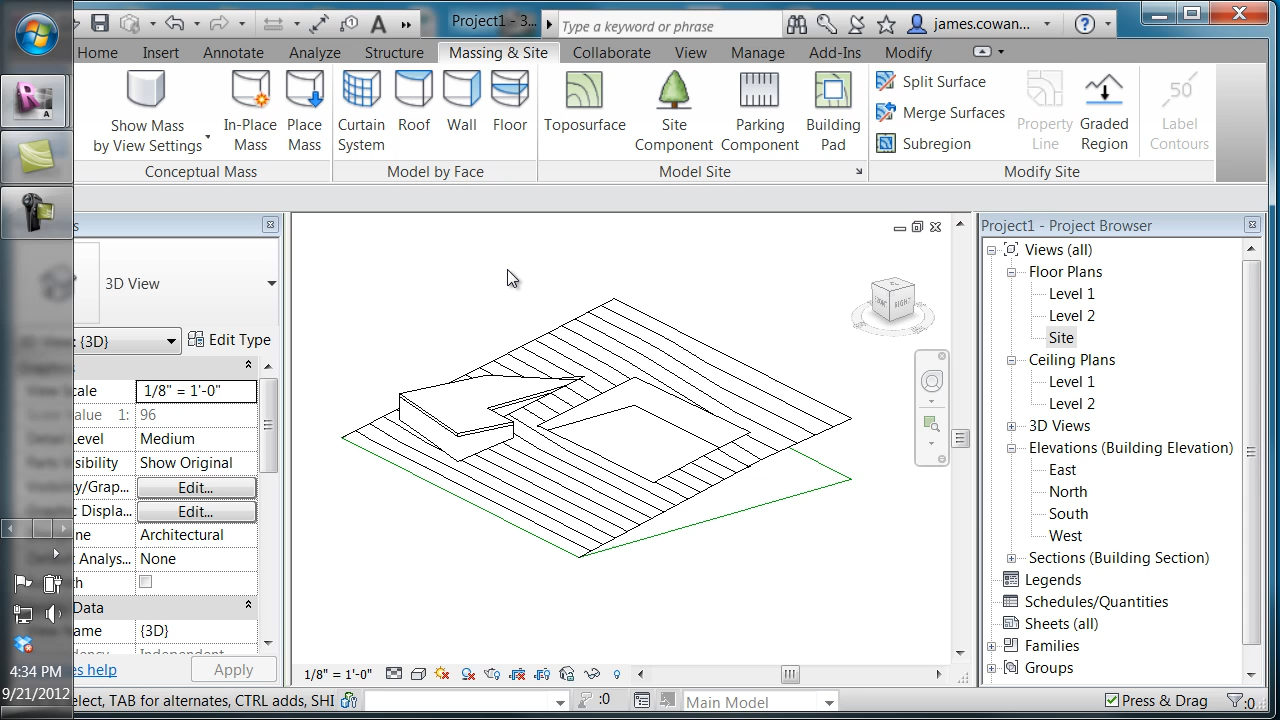 Project1 - 3...
Type a keyword or phrase
james.cowan...
Home
Insert
Annotate
Analyze
Structure
Massing & Site
Collaborate
View
Manage
Add-Ins
Modify
Show Mass
by View Settings
In-Place
Mass
Place
Mass
Curtain
System
Roof
Wall
Floor
Toposurface
Site
Component
Parking
Component
Building
Pad
Split Surface
Merge Surfaces
Subregion
Property
Line
Graded
Region
50
Label
Contours
Conceptual Mass
Model by Face
Model Site
Modify Site
3D View
: {3D}
Edit Type
1/8" = 1'-0"
1:
96
Level
Medium
Show Original
Edit...
Edit...
Architectural
None
Data
{3D}
Independent
Apply
RIGHT
1/8" = 1'-0"
Project1 - Project Browser
Views (all)
Floor Plans
Level 1
Level 2
Site
Ceiling Plans
Level 1
Level 2
3D Views
Elevations (Building Elevation)
East
North
South
West
Sections (Building Section)
Legends
Schedules/Quantities
Sheets (all)
Families
Groups
4:34 PM
9/21/2012
elect, TAB for alternates, CTRL adds, SHI
:0
Main Model
Press & Drag
:0